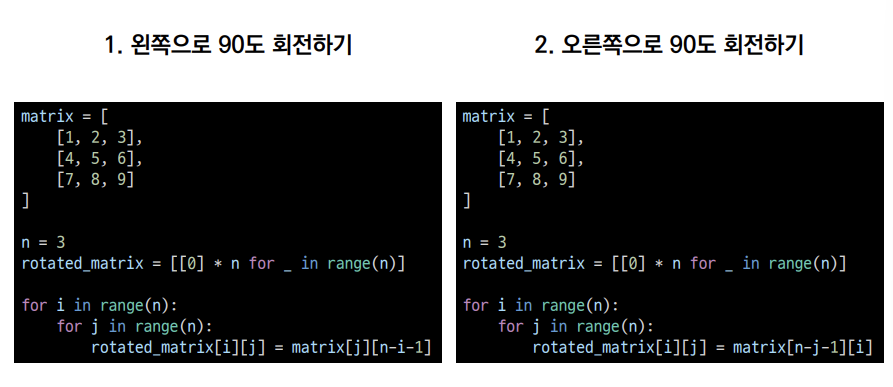 1. 왼쪽으로 90도 회전하기
matrix = [
    [1, 2, 3],
    [4, 5, 6],
    [7, 8, 9]
]
n = 3
rotated_matrix = [[0] * n for _ in range(n)]
for i in range(n):
    for j in range(n):
        rotated_matrix[i][j] = matrix[j][n-i-1]
2. 오른쪽으로 90도 회전하기
matrix = [
    [1, 2, 3],
    [4, 5, 6],
    [7, 8, 9]
]
n = 3
rotated_matrix = [[0] * n for _ in range(n)]
for i in range(n):
    for j in range(n):
        rotated_matrix[i][j] = matrix[n-j-1][i]